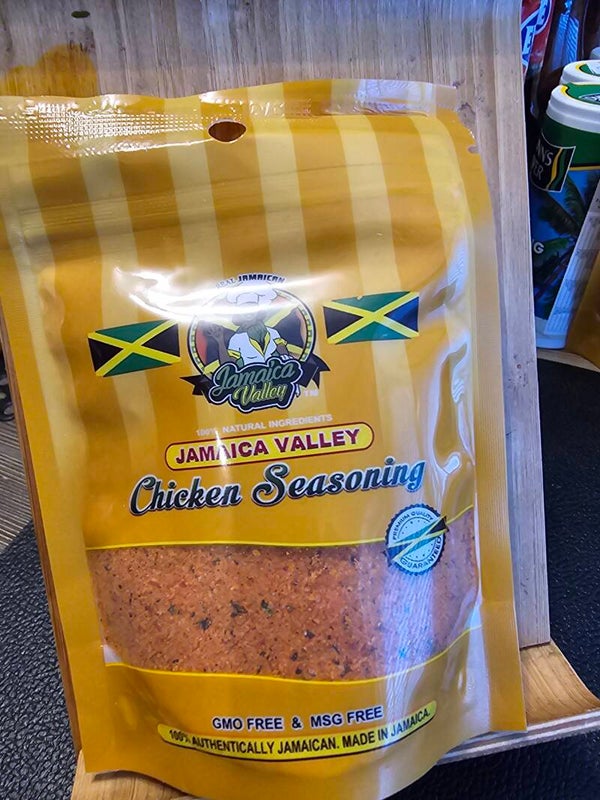 REAL JAMAICAN
Jamaica
Valley
100% NATURAL INGREDIENTS
JAMAICA VALLEY
Chicken Seasoning
PREMIUM QUALITY
GUARANTEED
GMO FREE & MSG FREE
100% AUTHENTICALLY JAMAICAN. MADE IN JAMAICA.